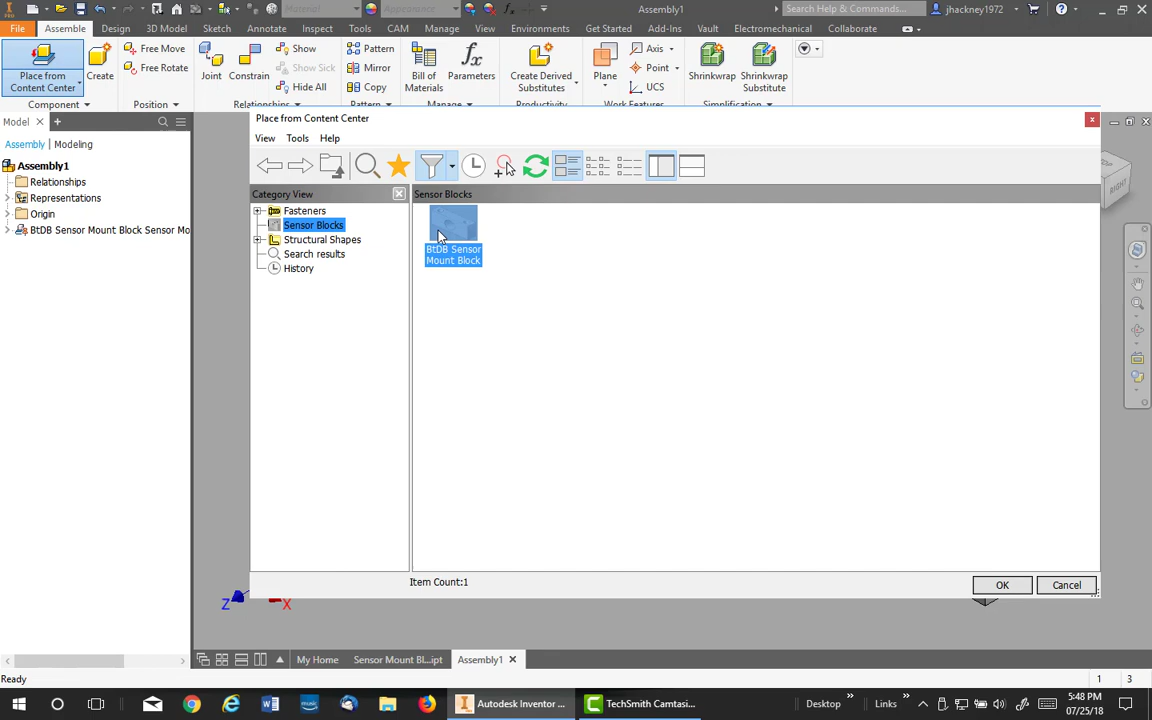 PRO
Material
Appearance
Assembly1
Search Help & Commands...
jhackney1972
File
Assemble
Design
3D Model
Sketch
Annotate
Inspect
Tools
CAM
Manage
View
Environments
Get Started
Add-Ins
Vault
Electromechanical
Collaborate
Place from
Content Center
Create
Free Move
Free Rotate
Joint
Constrain
Show
Show Sick
Hide All
Pattern
Mirror
Copy
Bill of
Materials
Parameters
Create Derived
Substitutes
Plane
Axis
Point
UCS
Shrinkwrap
Shrinkwrap
Substitute
Component
Position
Relationships
Pattern
Manage
Productivity
Work Features
Simplification
Model
Assembly
Modeling
Assembly1
Relationships
Representations
Origin
BtDB Sensor Mount Block Sensor Mo
Place from Content Center
View
Tools
Help
Category View
Sensor Blocks
Fasteners
Sensor Blocks
Structural Shapes
Search results
History
BtDB Sensor
Mount Block
Item Count:1
OK
Cancel
RIGHT
Z
X
My Home
Sensor Mount Bl...ipt
Assembly1
Ready
1
3
Autodesk Inventor ...
TechSmith Camtasi...
Desktop
Links
5:48 PM
07/25/18